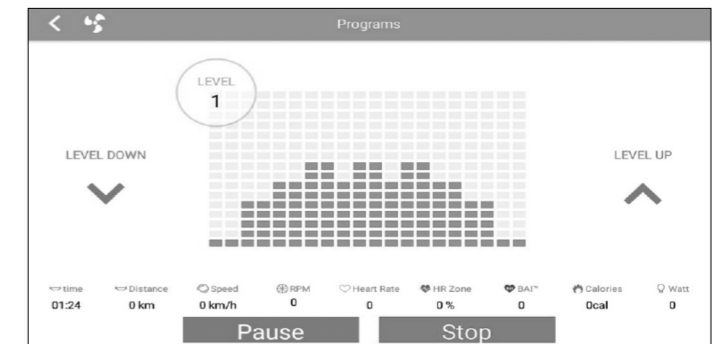 Programs
LEVEL
1
LEVEL DOWN
LEVEL UP
time Distance Speed RPM Heart Rate HR Zone BAI™ Calories Watt
01:24 0 km 0 km/h 0 0 0 % 0 0cal 0
Pause Stop